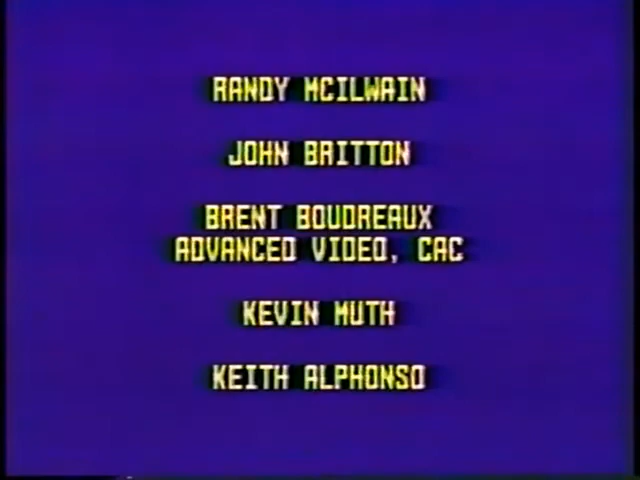 RANDY MCILWAIN
JOHN BRITTON
BRENT BOUDREAUX
ADVANCED VIDEO, CAC
KEVIN MUTH
KEITH ALPHONSO